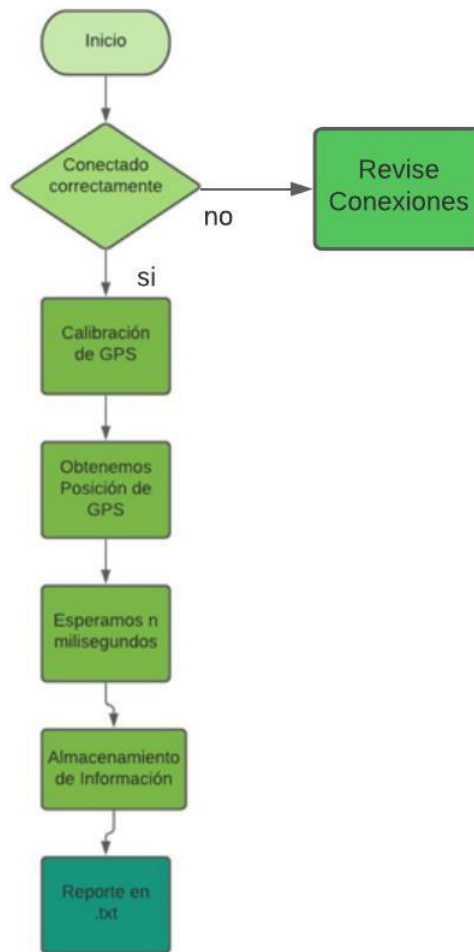 Inicio
Conectado
correctamente
Revise
Conexiones
no
si
Calibración
de GPS
Obtenemos
Posición de
GPS
Esperamos n
milisegundos
Almacenamiento
de Información
Reporte en
.txt